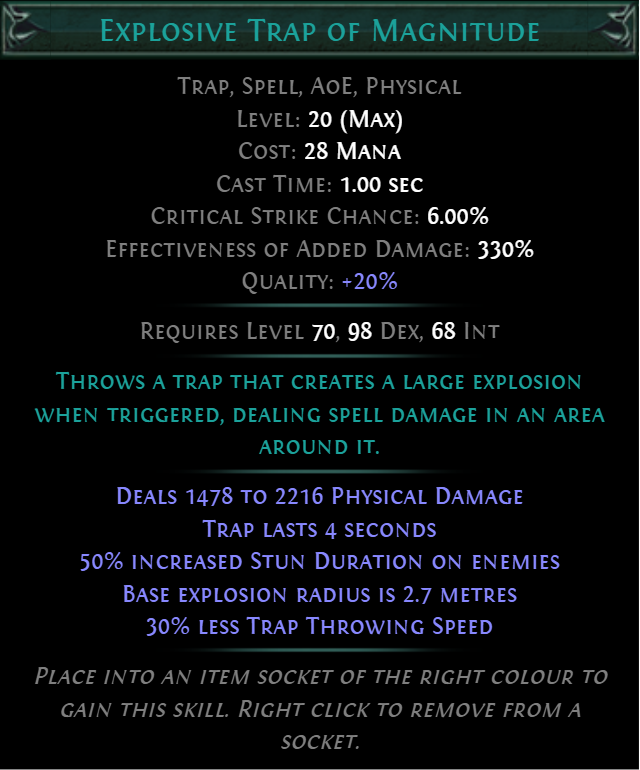 Explosive Trap of Magnitude
Trap, Spell, AoE, Physical
Level: 20 (Max)
Cost: 28 Mana
Cast Time: 1.00 sec
Critical Strike Chance: 6.00%
Effectiveness of Added Damage: 330%
Quality: +20%
Requires Level 70, 98 Dex, 68 Int
Throws a trap that creates a large explosion
when triggered, dealing spell damage in an area
around it.
Deals 1478 to 2216 Physical Damage
Trap lasts 4 seconds
50% increased Stun Duration on enemies
Base explosion radius is 2.7 metres
30% less Trap Throwing Speed
Place into an item socket of the right colour to
gain this skill. Right click to remove from a
socket.